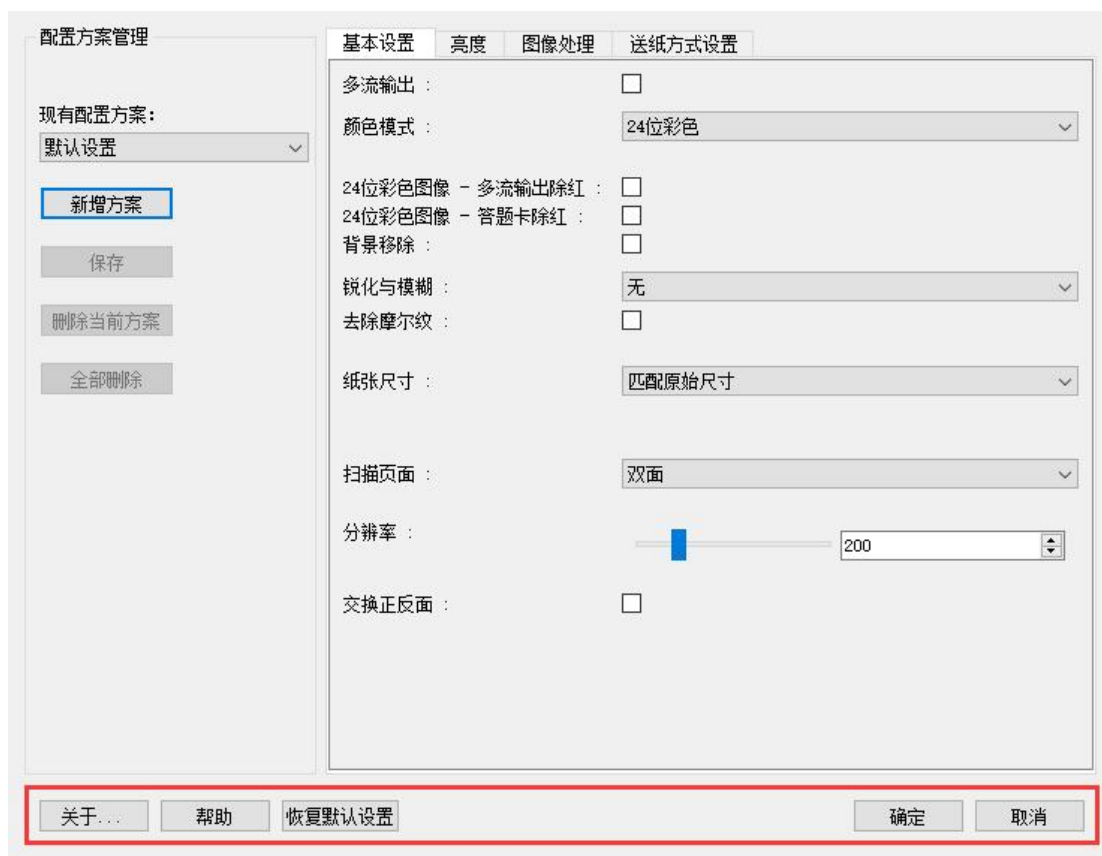 配置方案管理
现有配置方案：
默认设置
新增方案
保存
删除当前方案
全部删除
基本设置 亮度 图像处理 送纸方式设置
多流输出 :
颜色模式 : 24位彩色
24位彩色图像 - 多流输出除红 :
24位彩色图像 - 答题卡除红 :
背景移除 :
锐化与模糊 : 无
去除摩尔纹 :
纸张尺寸 : 匹配原始尺寸
扫描页面 : 双面
分辨率 : 200
交换正反面 :
关于... 帮助 恢复默认设置 确定 取消